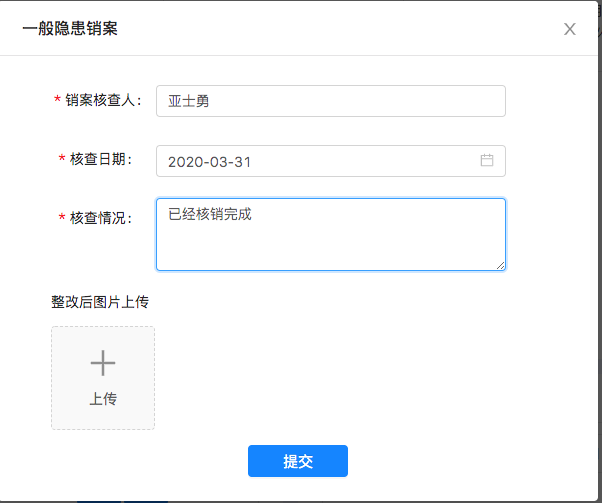 一般隐患销案
* 销案核查人：
亚士勇
* 核查日期：
2020-03-31
* 核查情况：
已经核销完成
整改后图片上传
上传
提交